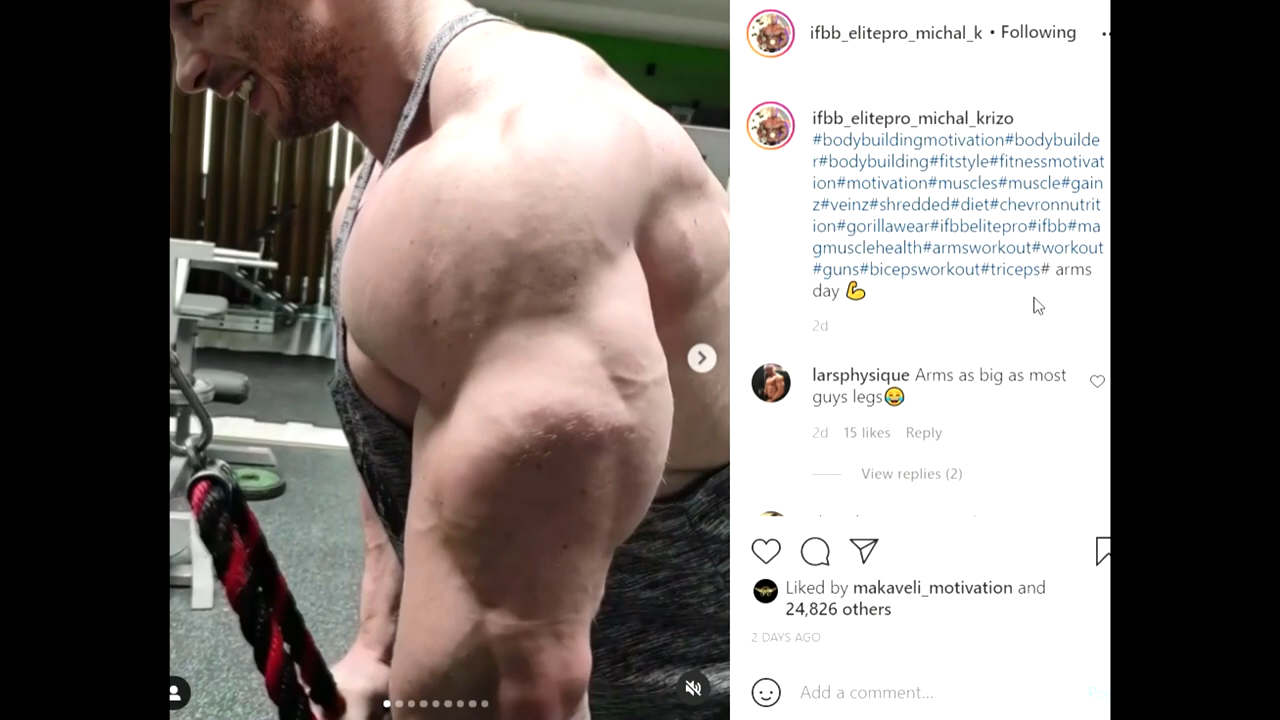 ifbb_elitepro_michal_k • Following
ifbb_elitepro_michal_krizo
#bodybuildingmotivation#bodybuilde
r#bodybuilding#fitstyle#fitnessmotivat
ion#motivation#muscles#muscle#gain
z#veinz#shredded#diet#chevronnutrit
ion#gorillawear#ifbbelitepro#ifbb#ma
gmusclehealth#armsworkout#workout
#guns#bicepsworkout#triceps# arms
day 💪
2d
larsphysique Arms as big as most
guys legs😂
2d 15 likes Reply
View replies (2)
Liked by makaveli_motivation and
24,826 others
2 DAYS AGO
Add a comment...